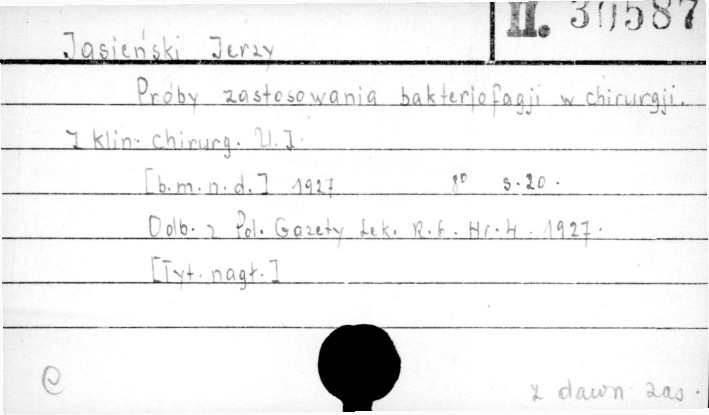 II. 30587
Jasieński Jerzy
Próby zastosowania bakterjofagji w chirurgji.
Z klin. chirurg. U. J.
[b.m.n.d.] 1927 8° s. 20.
Odb. z Pol. Gazety Lek. R. 6. Nr. 4. 1927.
[Tyt. nagł.]
z dawn. zas.